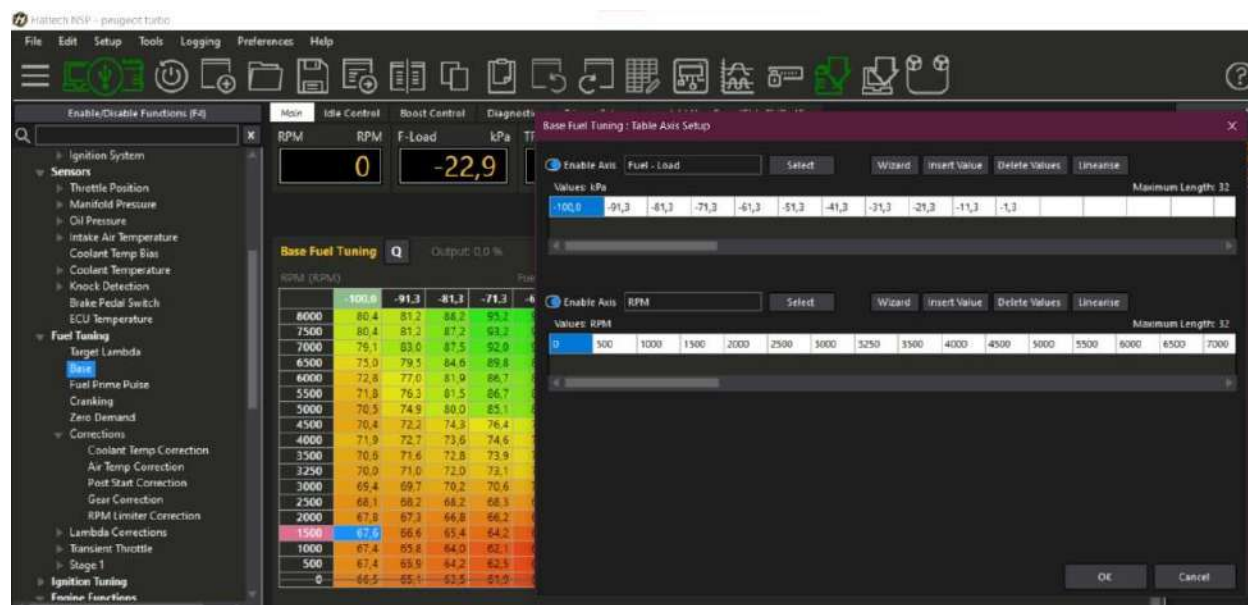 Haltech NSP - peugeot turbo
File Edit Setup Tools Logging Preferences Help
Enable/Disable Functions (F4)
Ignition System
Sensors
Throttle Position
Manifold Pressure
Oil Pressure
Intake Air Temperature
Coolant Temp Bias
Coolant Temperature
Knock Detection
Brake Pedal Switch
ECU Temperature
Fuel Tuning
Target Lambda
Base
Fuel Prime Pulse
Cranking
Zero Demand
Corrections
Coolant Temp Correction
Air Temp Correction
Post Start Correction
Gear Correction
RPM Limiter Correction
Lambda Corrections
Transient Throttle
Stage 1
Ignition Tuning
Engine Functions
Main Idle Control Boost Control
RPM RPM F-Load kPa
0 -22,9
Base Fuel Tuning Q Output: 0,0 %
RPM (RPM)
-100,0 -91,3 -81,3 -71,3
8000 80,4 81,2 88,2 95,2
7500 80,4 81,2 87,2 93,2
7000 79,1 83,0 87,5 92,0
6500 75,0 79,5 84,6 89,8
6000 72,8 77,0 81,9 86,7
5500 71,8 76,3 81,5 86,7
5000 70,5 74,9 80,0 85,1
4500 70,4 72,2 74,3 76,4
4000 71,9 72,7 73,6 74,6
3500 70,6 71,6 72,8 73,9
3250 70,0 71,0 72,0 73,1
3000 69,4 69,7 70,2 70,6
2500 68,1 68,2 68,2 68,3
2000 67,8 67,3 66,8 66,2
1500 67,6 66,6 65,4 64,2
1000 67,4 65,8 64,0 62,1
500 67,4 65,9 64,2 62,5
0 66,5 65,1 63,5 61,9
Base Fuel Tuning : Table Axis Setup X
Enable Axis Fuel - Load Select Wizard Insert Value Delete Values Linearise
Values: kPa Maximum Length: 32
-100,0 -91,3 -81,3 -71,3 -61,3 -51,3 -41,3 -31,3 -21,3 -11,3 -1,3
Enable Axis RPM Select Wizard Insert Value Delete Values Linearise
Values: RPM Maximum Length: 32
0 500 1000 1500 2000 2500 3000 3250 3500 4000 4500 5000 5500 6000 6500 7000
OK Cancel